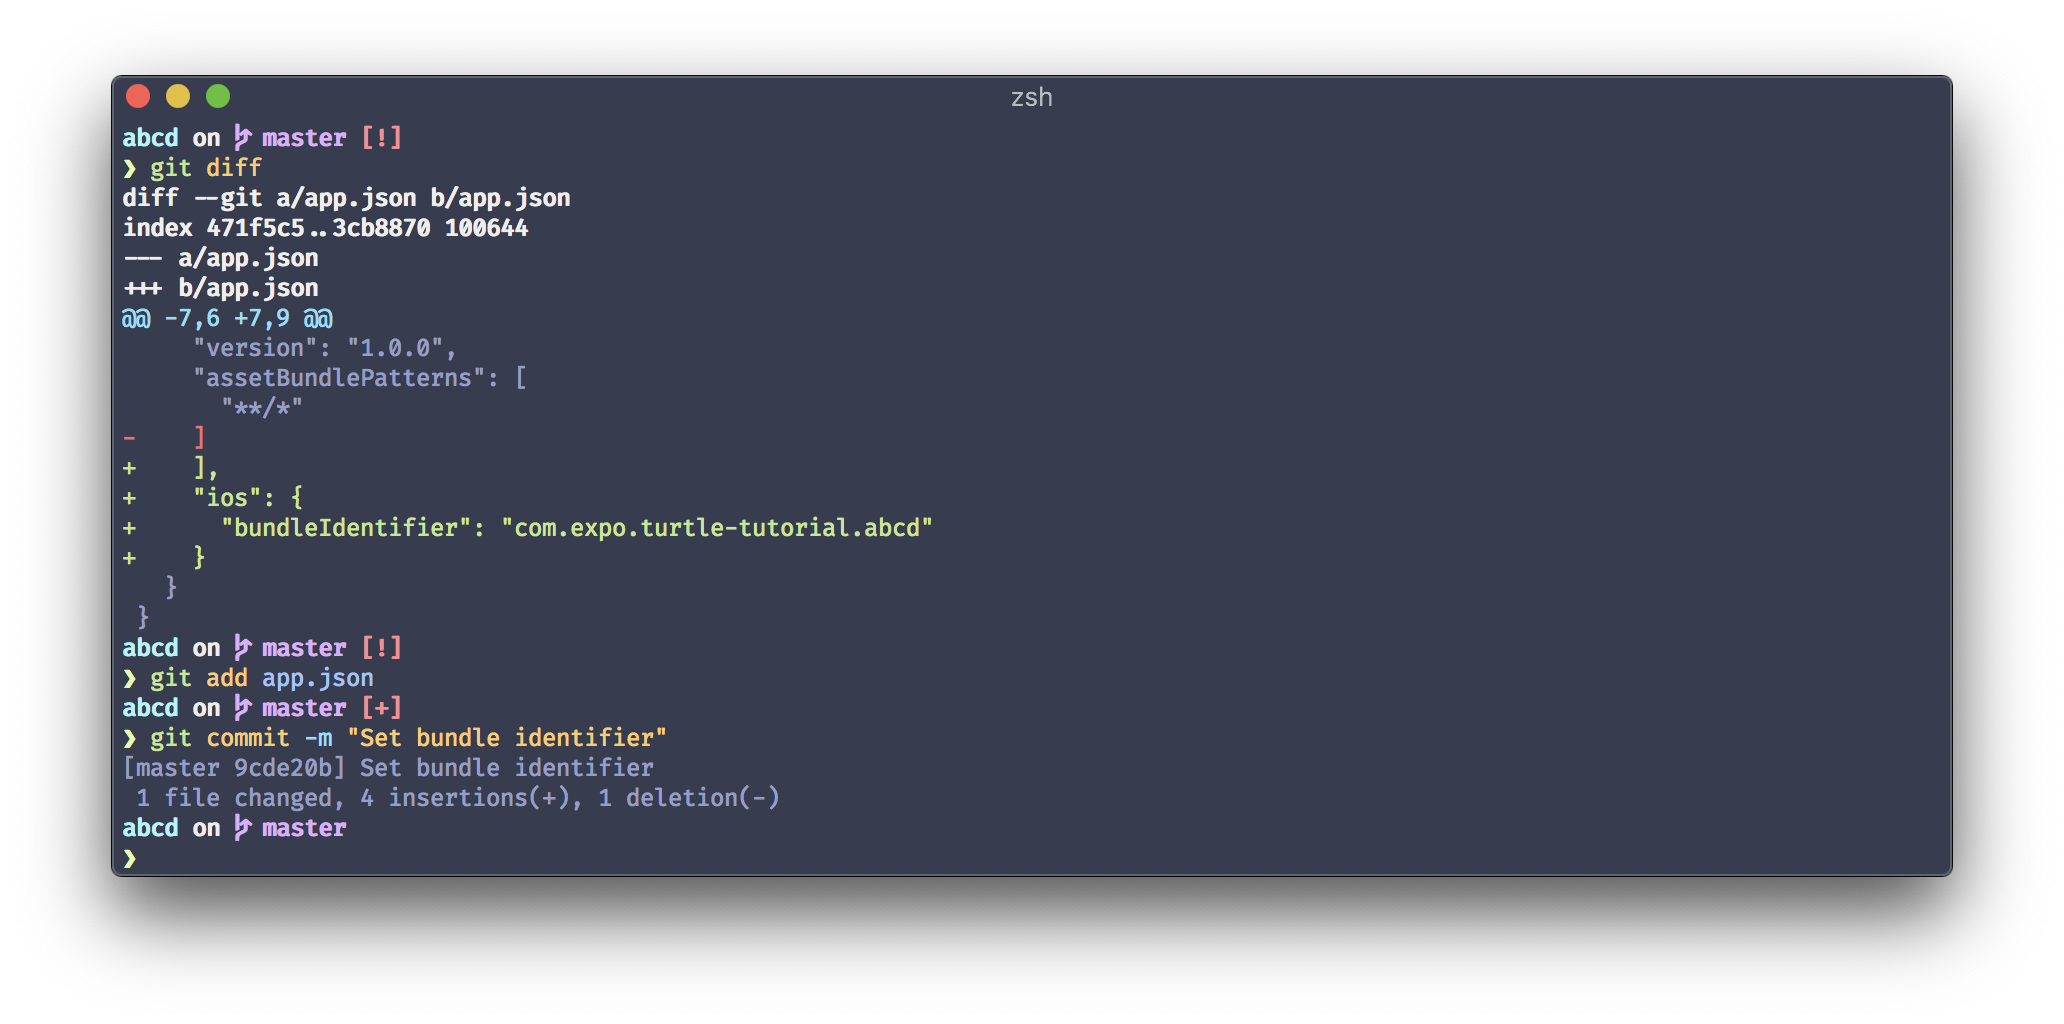 zsh
abcd on master [!]
❯ git diff
diff --git a/app.json b/app.json
index 471f5c5..3cb8870 100644
--- a/app.json
+++ b/app.json
@@ -7,6 +7,9 @@
     "version": "1.0.0",
     "assetBundlePatterns": [
       "**/*"
-    ]
+    ],
+    "ios": {
+      "bundleIdentifier": "com.expo.turtle-tutorial.abcd"
+    }
   }
 }
abcd on master [!]
❯ git add app.json
abcd on master [+]
❯ git commit -m "Set bundle identifier"
[master 9cde20b] Set bundle identifier
 1 file changed, 4 insertions(+), 1 deletion(-)
abcd on master
❯